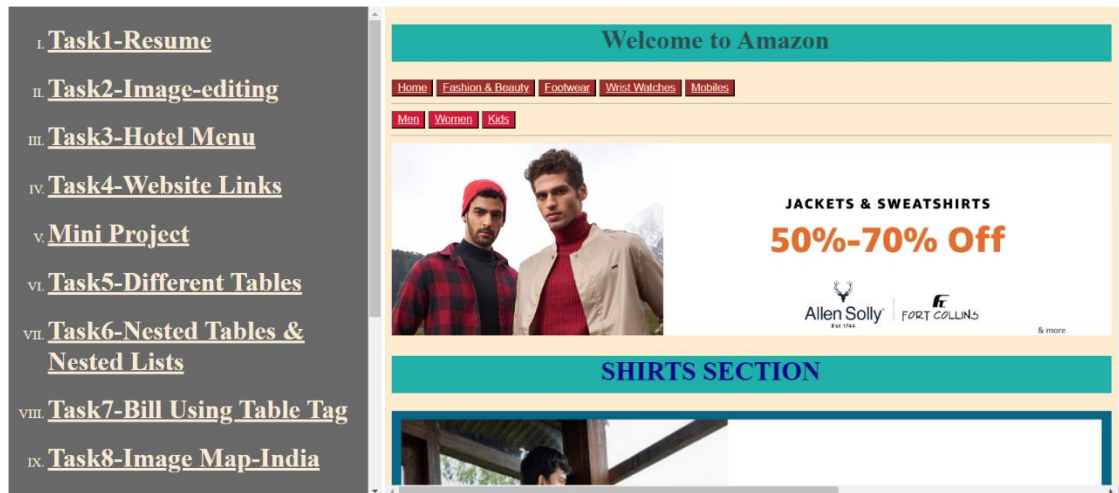 I. Task1-Resume
II. Task2-Image-editing
III. Task3-Hotel Menu
IV. Task4-Website Links
V. Mini Project
VI. Task5-Different Tables
VII. Task6-Nested Tables &
Nested Lists
VIII. Task7-Bill Using Table Tag
IX. Task8-Image Map-India
Welcome to Amazon
Home Fashion & Beauty Footwear Wrist Watches Mobiles
Men Women Kids
JACKETS & SWEATSHIRTS
50%-70% Off
Allen Solly
Est 1744
FORT COLLINS
& more
SHIRTS SECTION